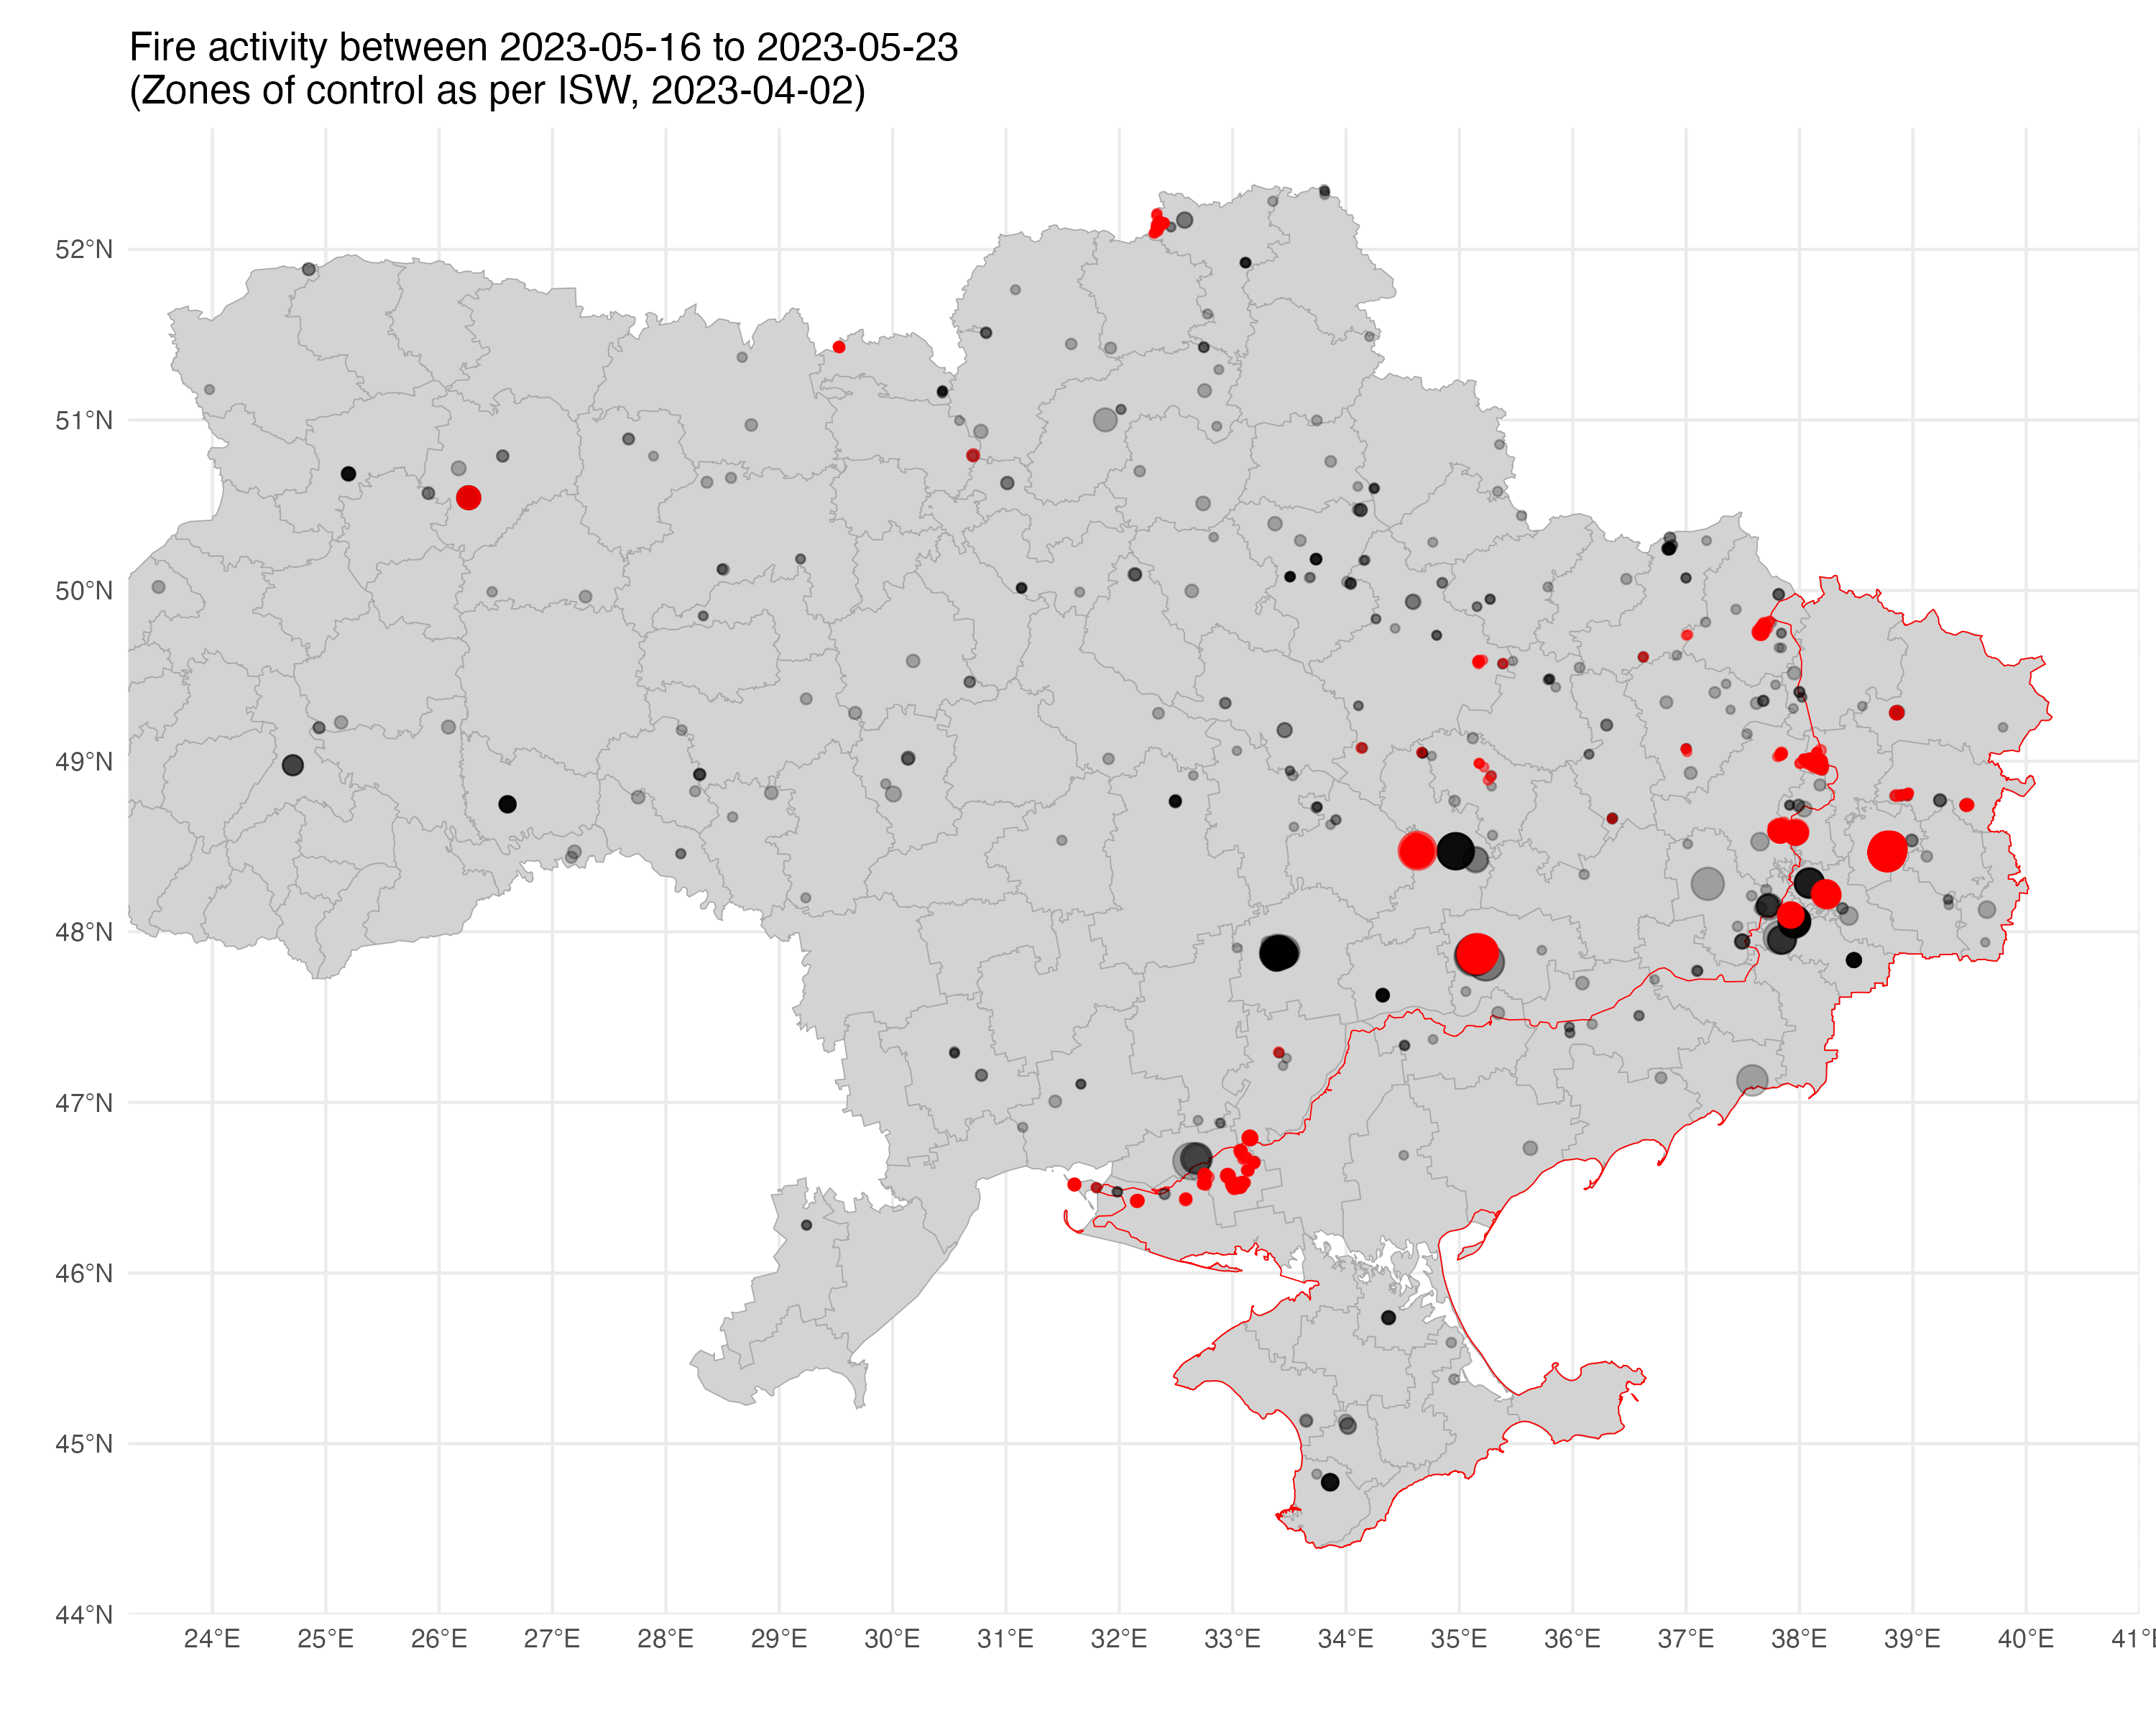 Fire activity between 2023-05-16 to 2023-05-23
(Zones of control as per ISW, 2023-04-02)
52°N
51°N
50°N
49°N
48°N
47°N
46°N
45°N
44°N
24°E 25°E 26°E 27°E 28°E 29°E 30°E 31°E 32°E 33°E 34°E 35°E 36°E 37°E 38°E 39°E 40°E 41°E